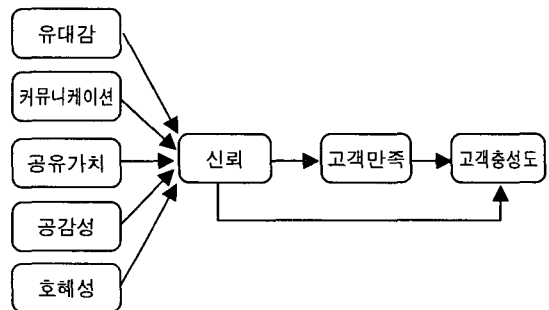 유대감
커뮤니케이션
공유가치
신뢰
고객만족
고객충성도
공감성
호혜성